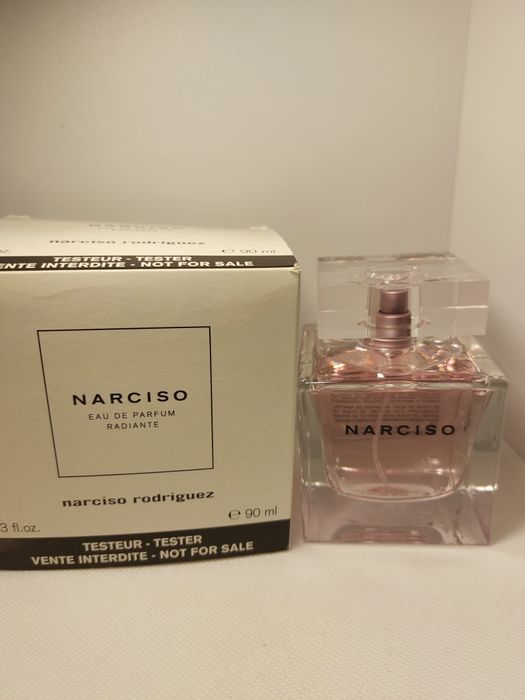 narciso rodriguez
e 90 ml
TESTEUR - TESTER
VENTE INTERDITE - NOT FOR SALE
NARCISO
EAU DE PARFUM
RADIANTE
narciso rodriguez
3 fl.oz.
e 90 ml
TESTEUR - TESTER
VENTE INTERDITE - NOT FOR SALE
NARCISO